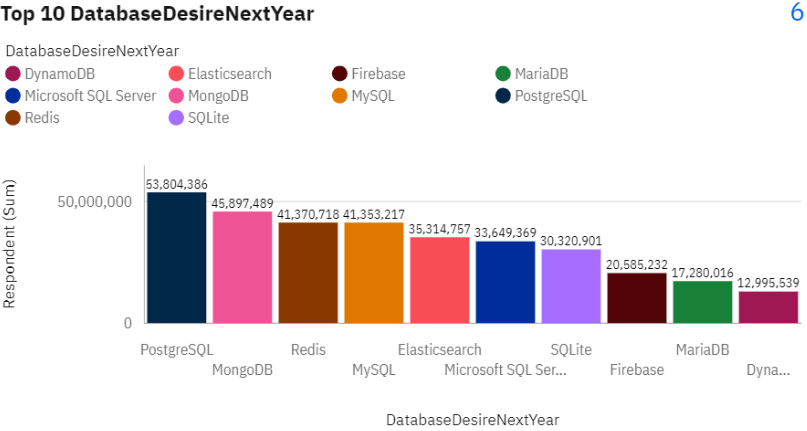 Top 10 DatabaseDesireNextYear 6
DatabaseDesireNextYear
DynamoDB Elasticsearch Firebase MariaDB
Microsoft SQL Server MongoDB MySQL PostgreSQL
Redis SQLite
Respondent (Sum)
50,000,000
0
53,804,386
45,897,489
41,370,718
41,353,217
35,314,757
33,649,369
30,320,901
20,585,232
17,280,016
12,995,539
PostgreSQL
MongoDB
Redis
MySQL
Elasticsearch
Microsoft SQL Ser...
SQLite
Firebase
MariaDB
Dyna...
DatabaseDesireNextYear